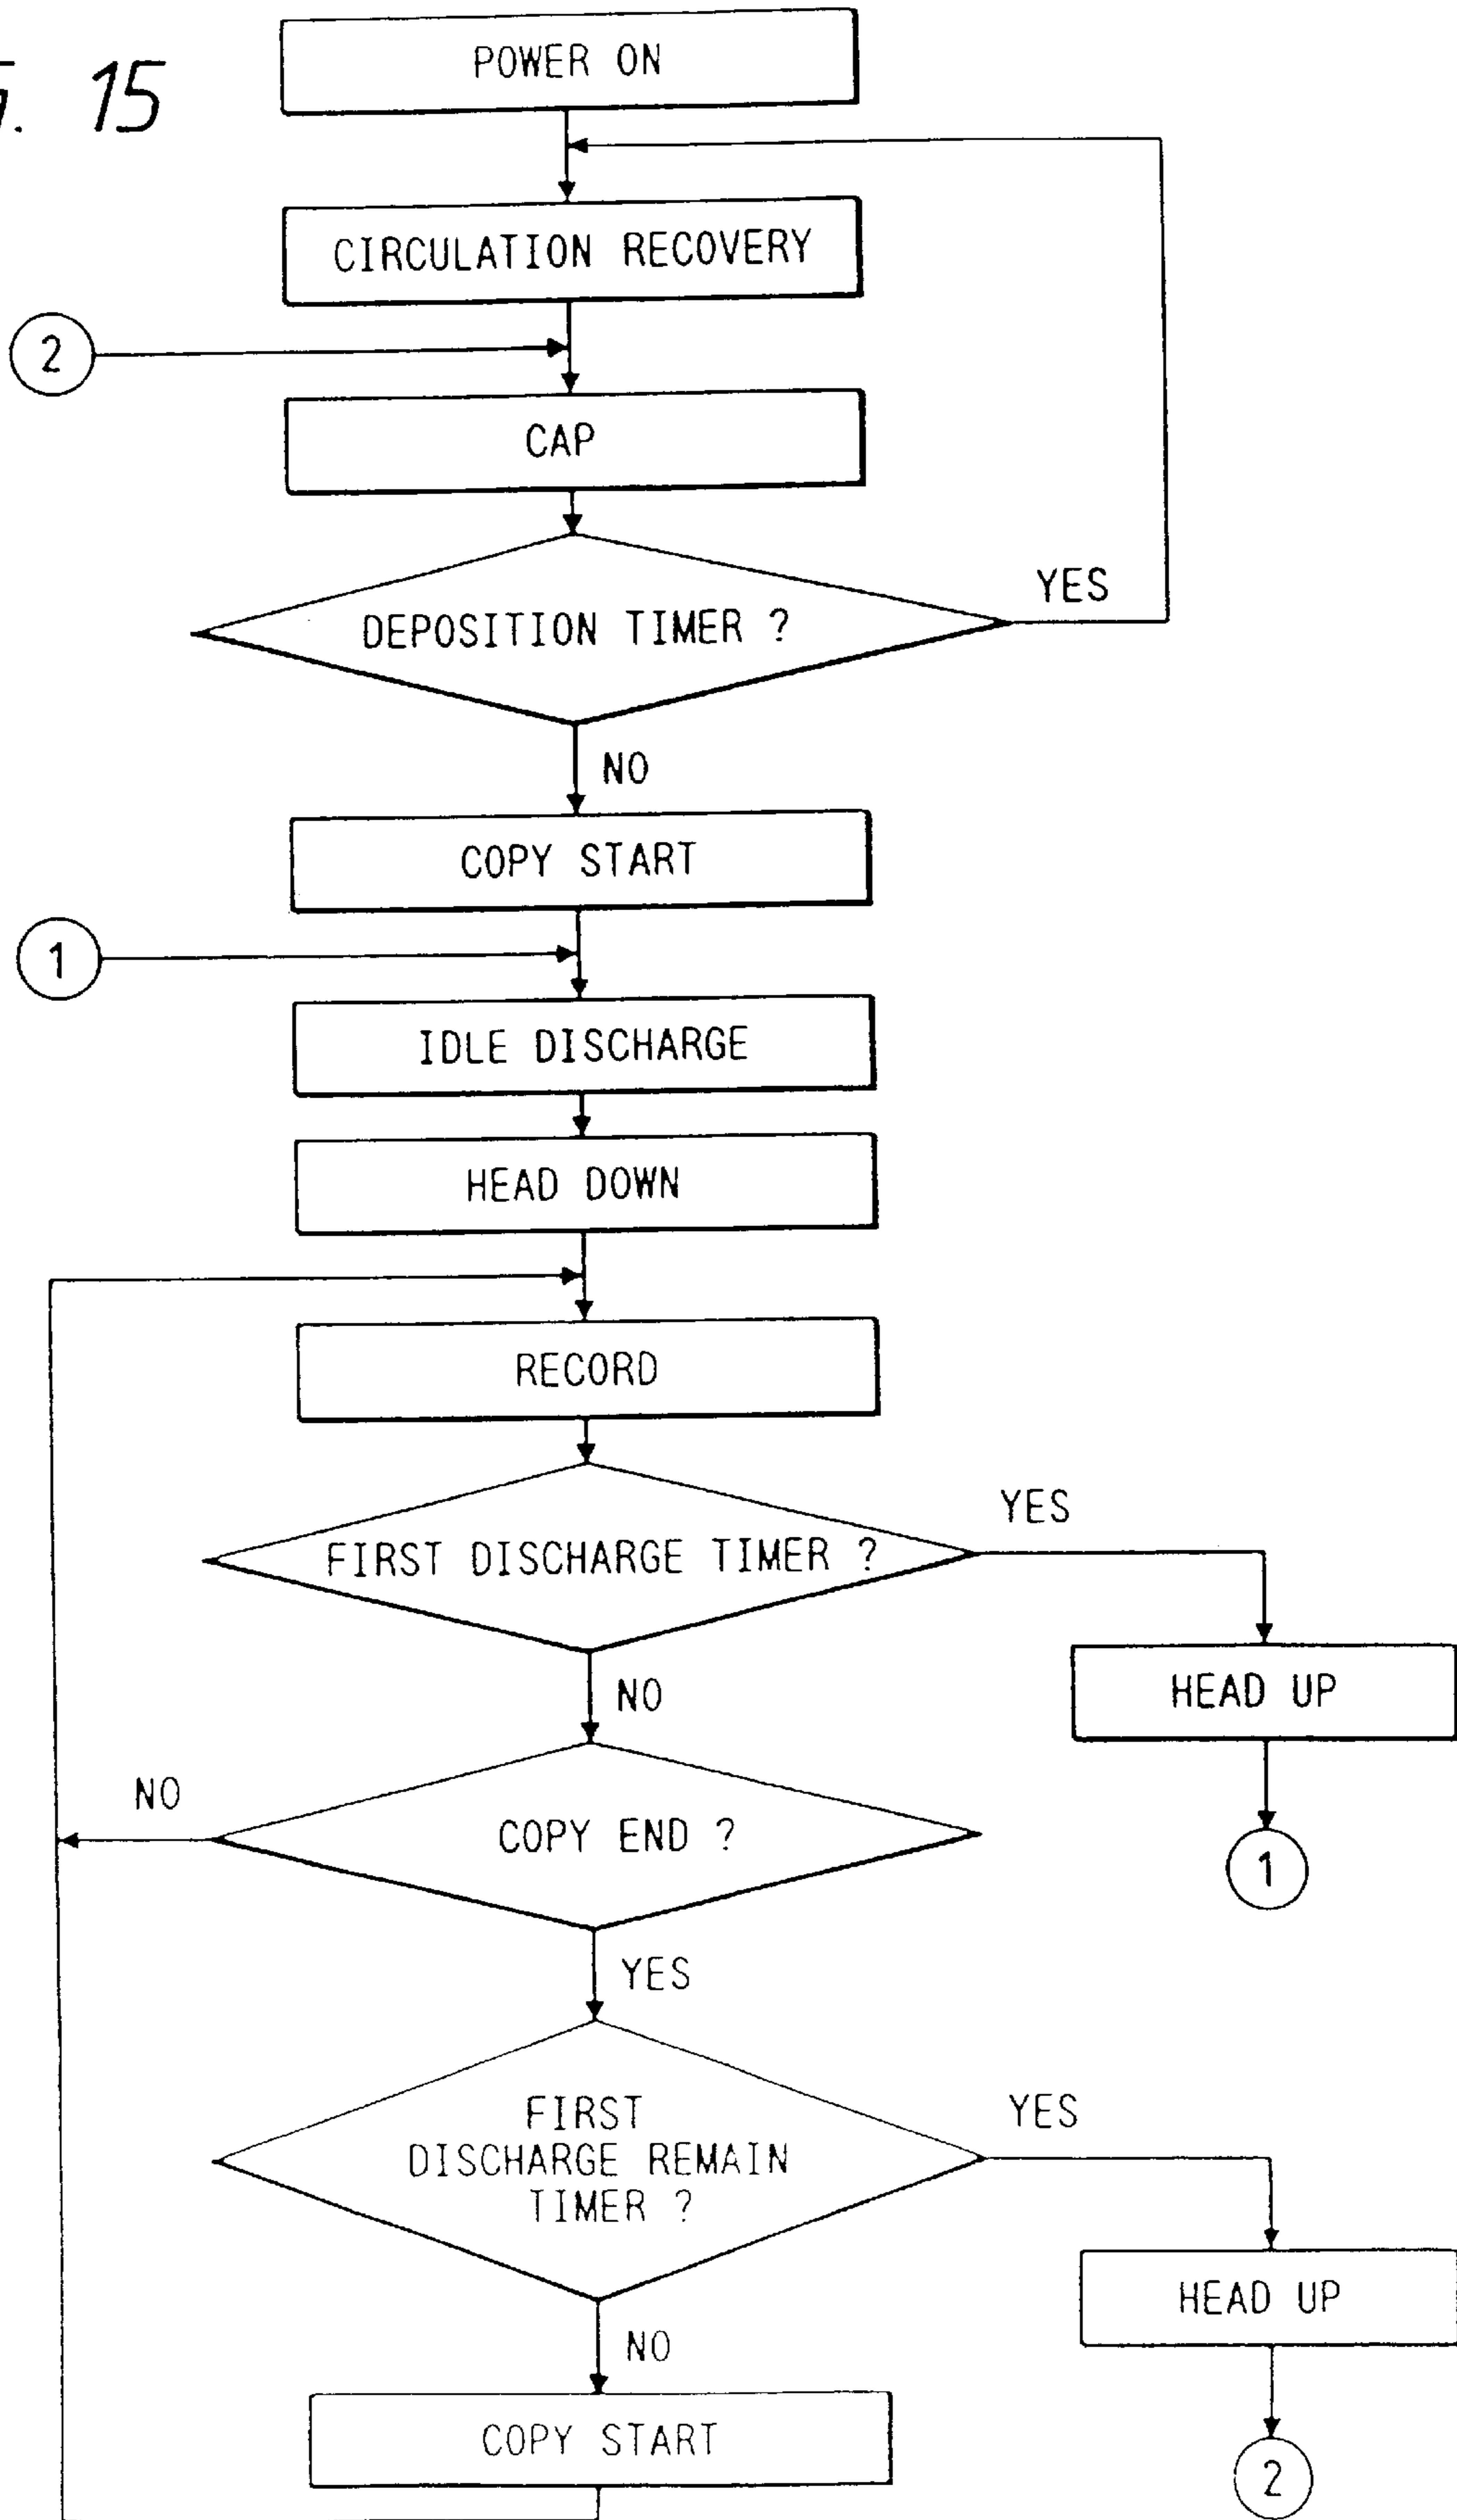 G. 15
POWER ON
CIRCULATION RECOVERY
2
CAP
DEPOSITION TIMER ?
YES
NO
COPY START
1
IDLE DISCHARGE
HEAD DOWN
RECORD
FIRST DISCHARGE TIMER ?
YES
HEAD UP
NO
1
COPY END ?
NO
YES
FIRST
DISCHARGE REMAIN
TIMER ?
YES
HEAD UP
NO
2
COPY START